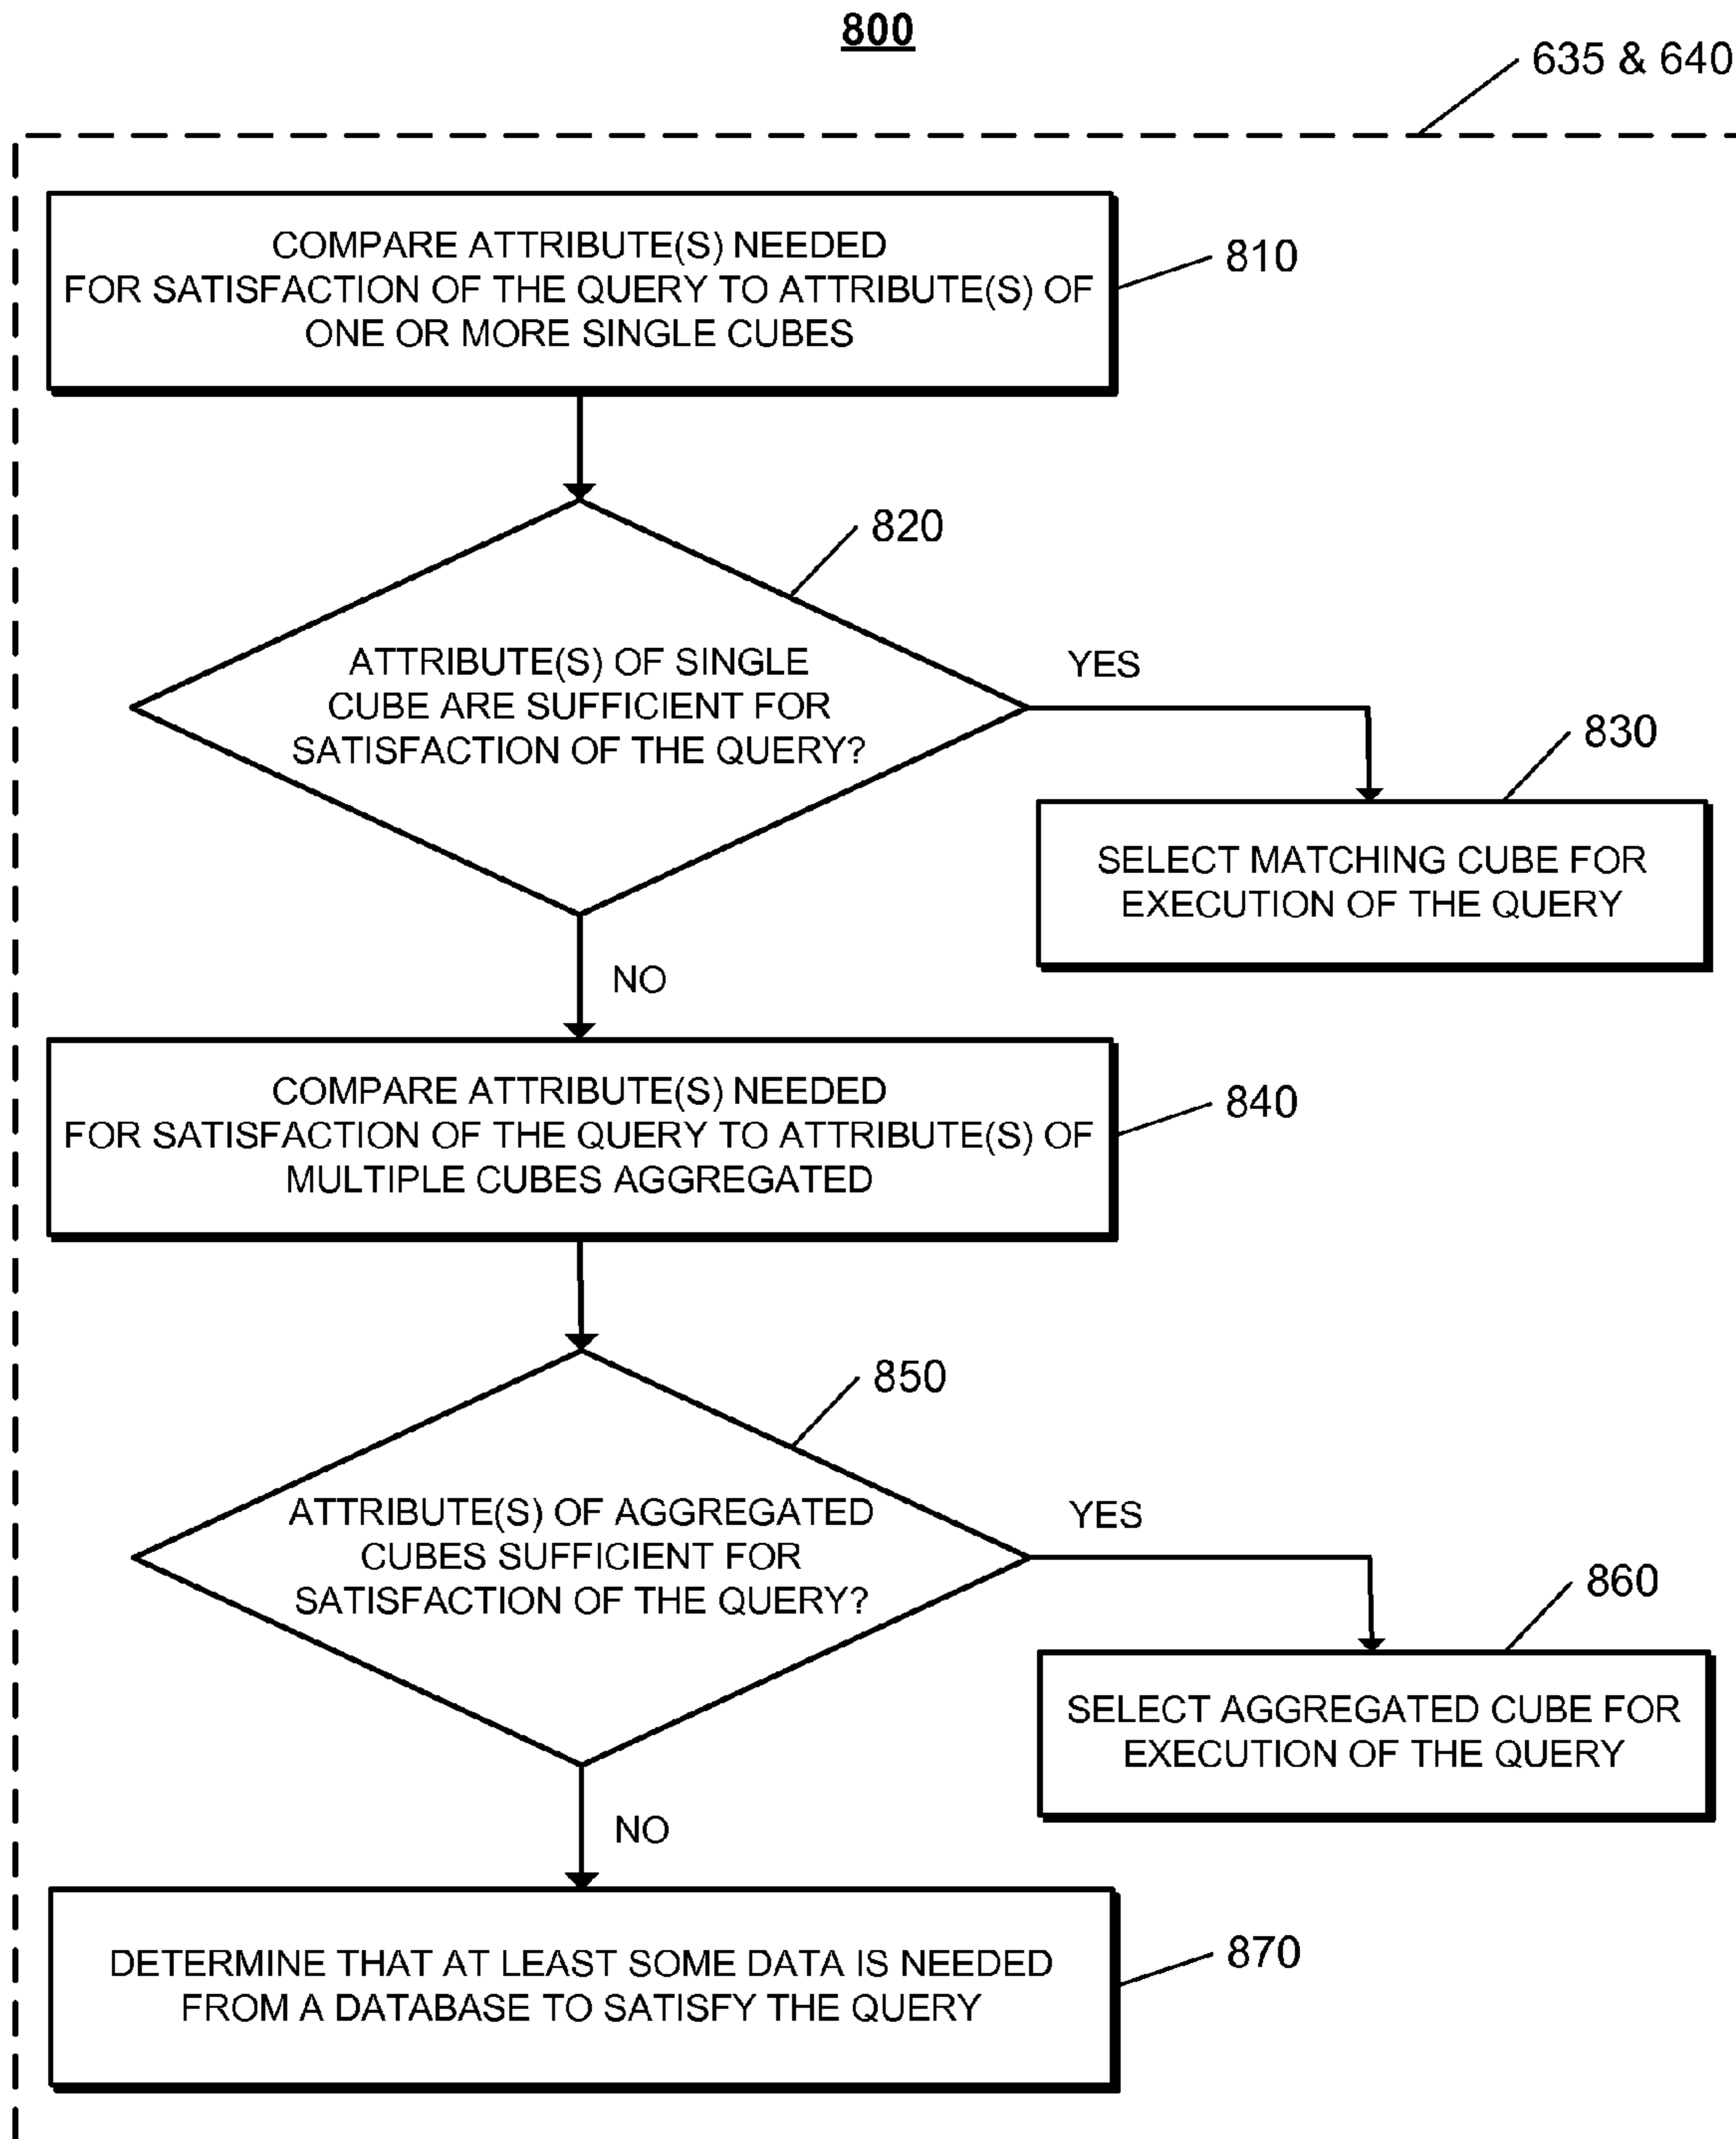 800
635 & 640
COMPARE ATTRIBUTE(S) NEEDED
FOR SATISFACTION OF THE QUERY TO ATTRIBUTE(S) OF
ONE OR MORE SINGLE CUBES
810
820
ATTRIBUTE(S) OF SINGLE
CUBE ARE SUFFICIENT FOR
SATISFACTION OF THE QUERY?
YES
830
SELECT MATCHING CUBE FOR
EXECUTION OF THE QUERY
NO
COMPARE ATTRIBUTE(S) NEEDED
FOR SATISFACTION OF THE QUERY TO ATTRIBUTE(S) OF
MULTIPLE CUBES AGGREGATED
840
850
ATTRIBUTE(S) OF AGGREGATED
CUBES SUFFICIENT FOR
SATISFACTION OF THE QUERY?
YES
860
SELECT AGGREGATED CUBE FOR
EXECUTION OF THE QUERY
NO
DETERMINE THAT AT LEAST SOME DATA IS NEEDED
FROM A DATABASE TO SATISFY THE QUERY
870